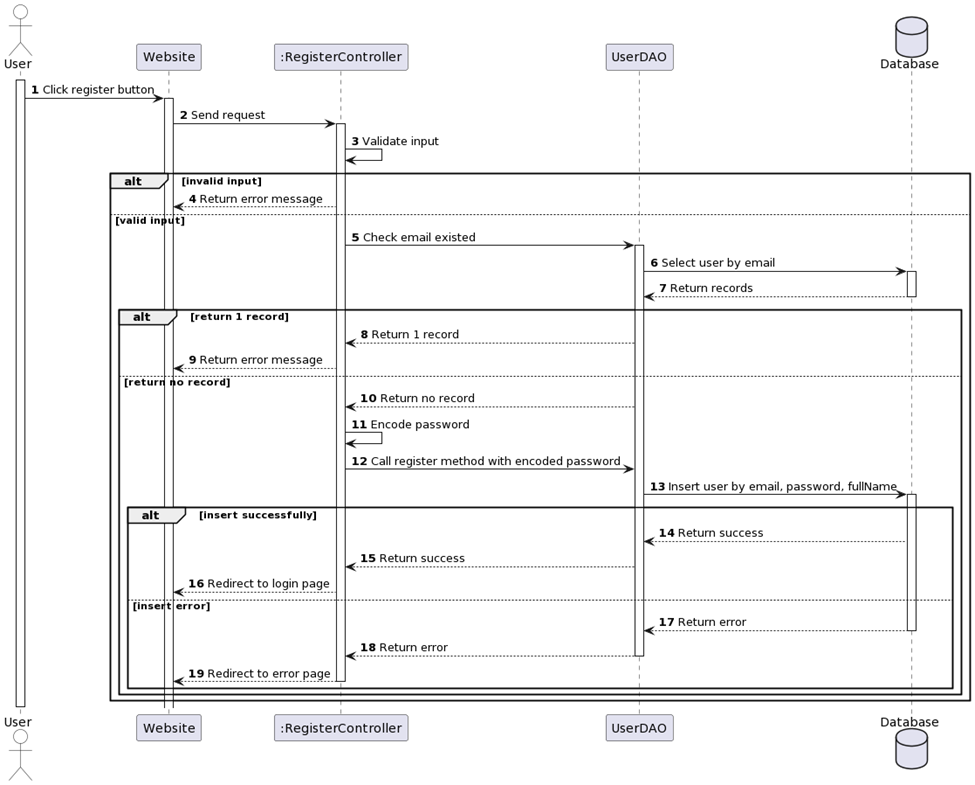 User
Website
:RegisterController
UserDAO
Database
1 Click register button
2 Send request
3 Validate input
alt [invalid input]
4 Return error message
[valid input]
5 Check email existed
6 Select user by email
7 Return records
alt [return 1 record]
8 Return 1 record
9 Return error message
[return no record]
10 Return no record
11 Encode password
12 Call register method with encoded password
13 Insert user by email, password, fullName
alt [insert successfully]
14 Return success
15 Return success
16 Redirect to login page
[insert error]
17 Return error
18 Return error
19 Redirect to error page
User
Website
:RegisterController
UserDAO
Database